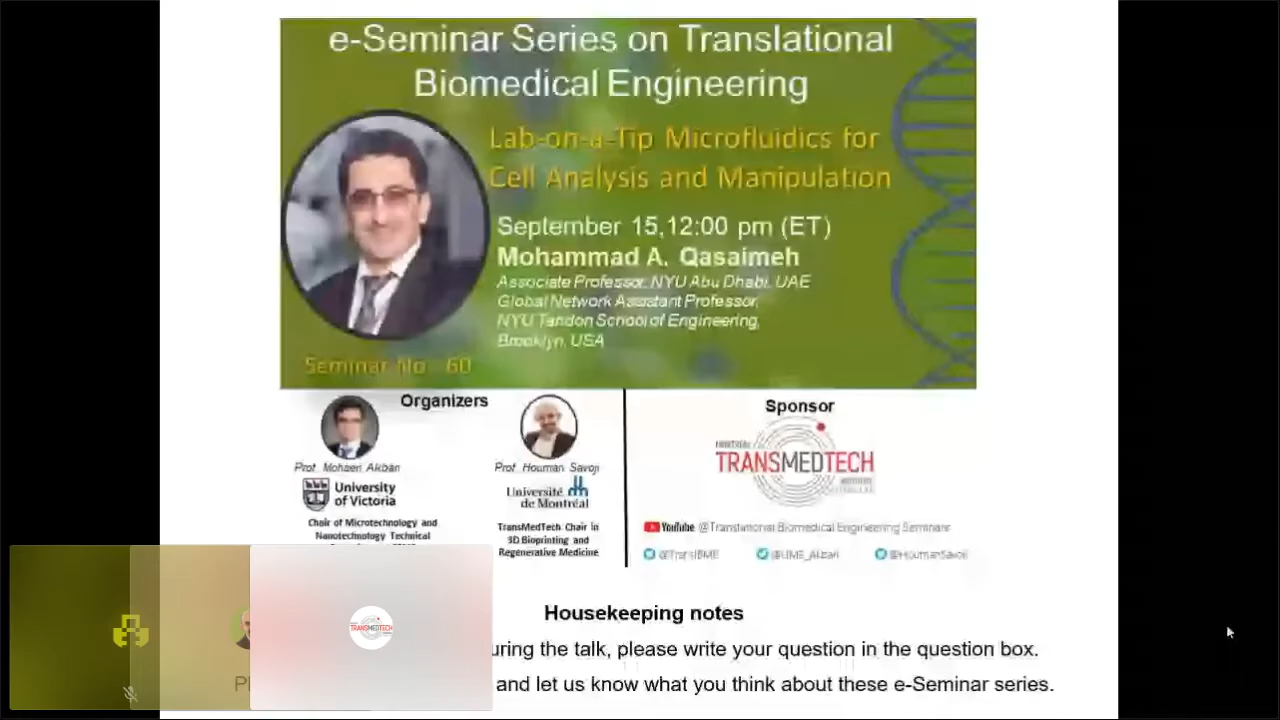 e-Seminar Series on Translational
Biomedical Engineering
Lab-on-a-Tip Microfluidics for
Cell Analysis and Manipulation
September 15,12:00 pm (ET)
Mohammad A. Qasaimeh
Associate Professor, NYU Abu Dhabi, UAE
Global Network Assistant Professor,
NYU Tandon School of Engineering,
Brooklyn, USA
Seminar No. 60
Organizers
Prof. Mohsen Akbari
University
of Victoria
Chair of Microtechnology and
Nanotechnology Technical
Prof. Houman Savoji
Université
de Montréal
TransMedTech Chair in
3D Bioprinting and
Regenerative Medicine
Sponsor
MONTRÉAL
TRANSMEDTECH
YouTube @Translational Biomedical Engineering Seminars
@TransBME @LIME_Akbari @HoumanSavoji
Housekeeping notes
uring the talk, please write your question in the question box.
and let us know what you think about these e-Seminar series.
TRANSMEDTECH